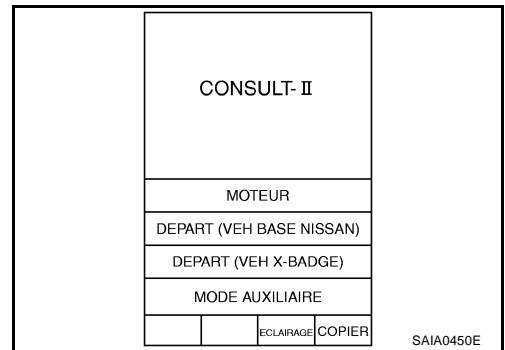 CONSULT-II
MOTEUR
DEPART (VEH BASE NISSAN)
DEPART (VEH X-BADGE)
MODE AUXILIAIRE
ECLAIRAGE COPIER
SAIA0450E